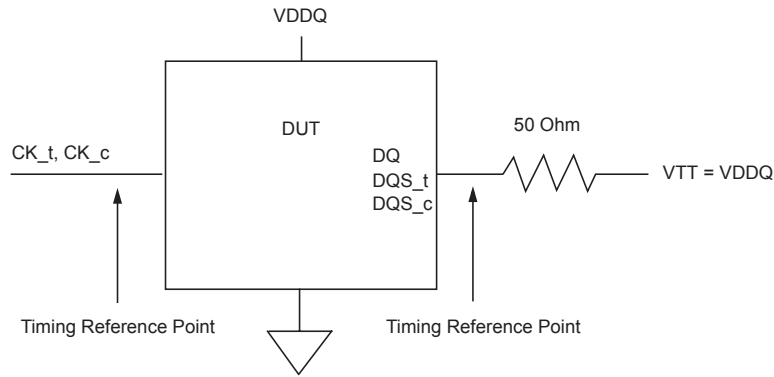 VDDQ
50 Ohm
DUT
CK_t, CK_c
DQ
DQS_t
DQS_c
VTT = VDDQ
Timing Reference Point
Timing Reference Point